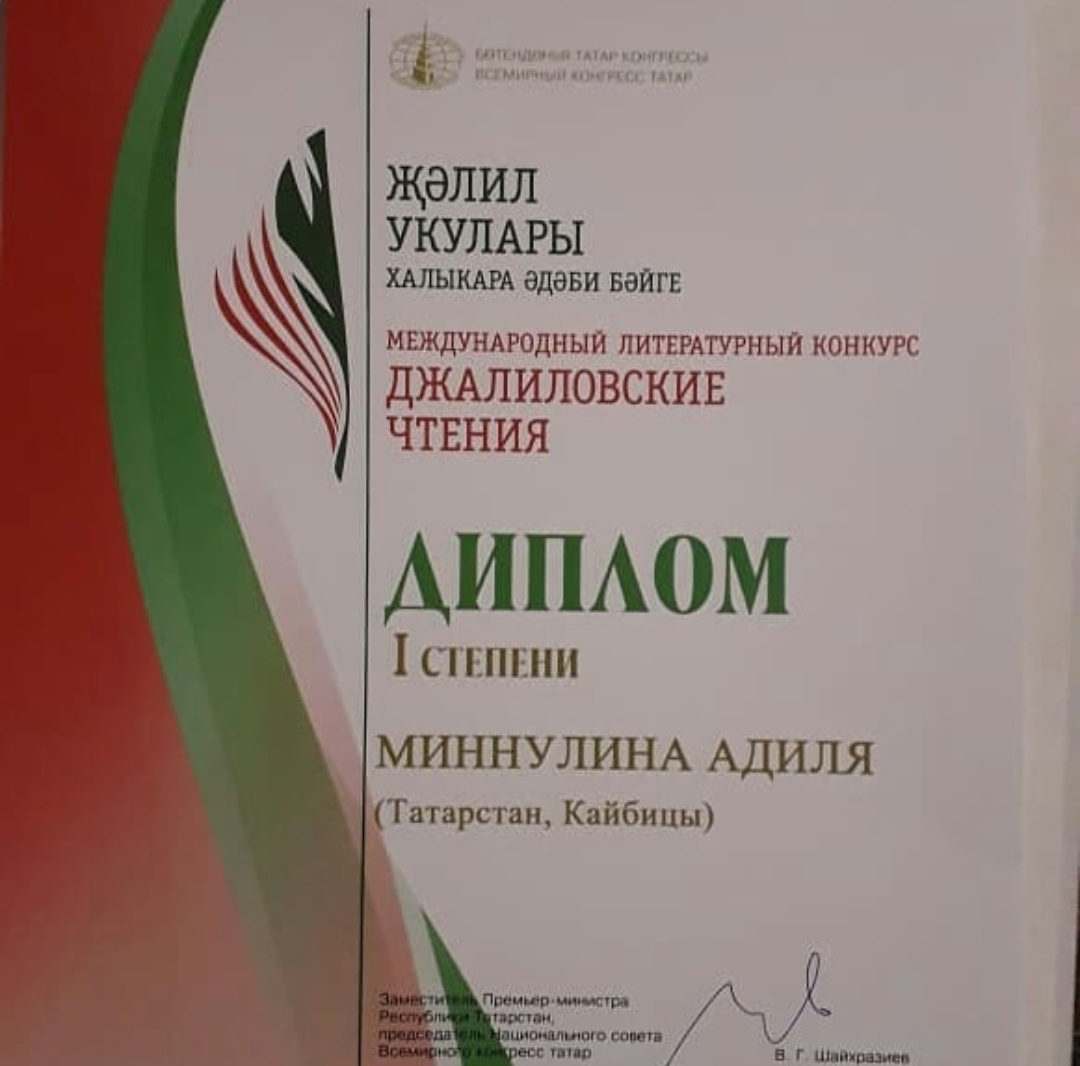 БӨТЕНДӨНЬЯ ТАТАР КОНГРЕССЫ
ВСЕМИРНЫЙ КОНГРЕСС ТАТАР
ҖӘЛИЛ
УКУЛАРЫ
ХАЛЫКАРА ӘДӘБИ БӘЙГЕ
МЕЖДУНАРОДНЫЙ ЛИТЕРАТУРНЫЙ КОНКУРС
ДЖАЛИЛОВСКИЕ
ЧТЕНИЯ
ДИПЛОМ
I СТЕПЕНИ
МИННУЛИНА АДИЛЯ
(Татарстан, Кайбицы)
Заместитель Премьер-министра
Республики Татарстан,
председатель Национального совета
Всемирного конгресс татар
В. Г. Шайхразиев